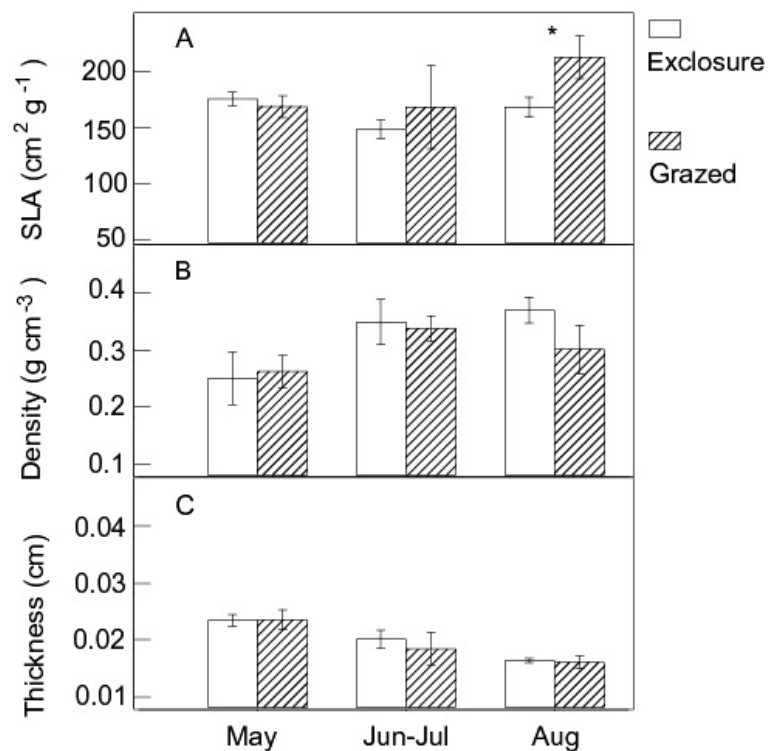 A
*
Exclosure
Grazed
SLA (cm² g⁻¹)
200
150
100
50
B
Density (g cm⁻³)
0.4
0.3
0.2
0.1
C
Thickness (cm)
0.04
0.03
0.02
0.01
May Jun-Jul Aug